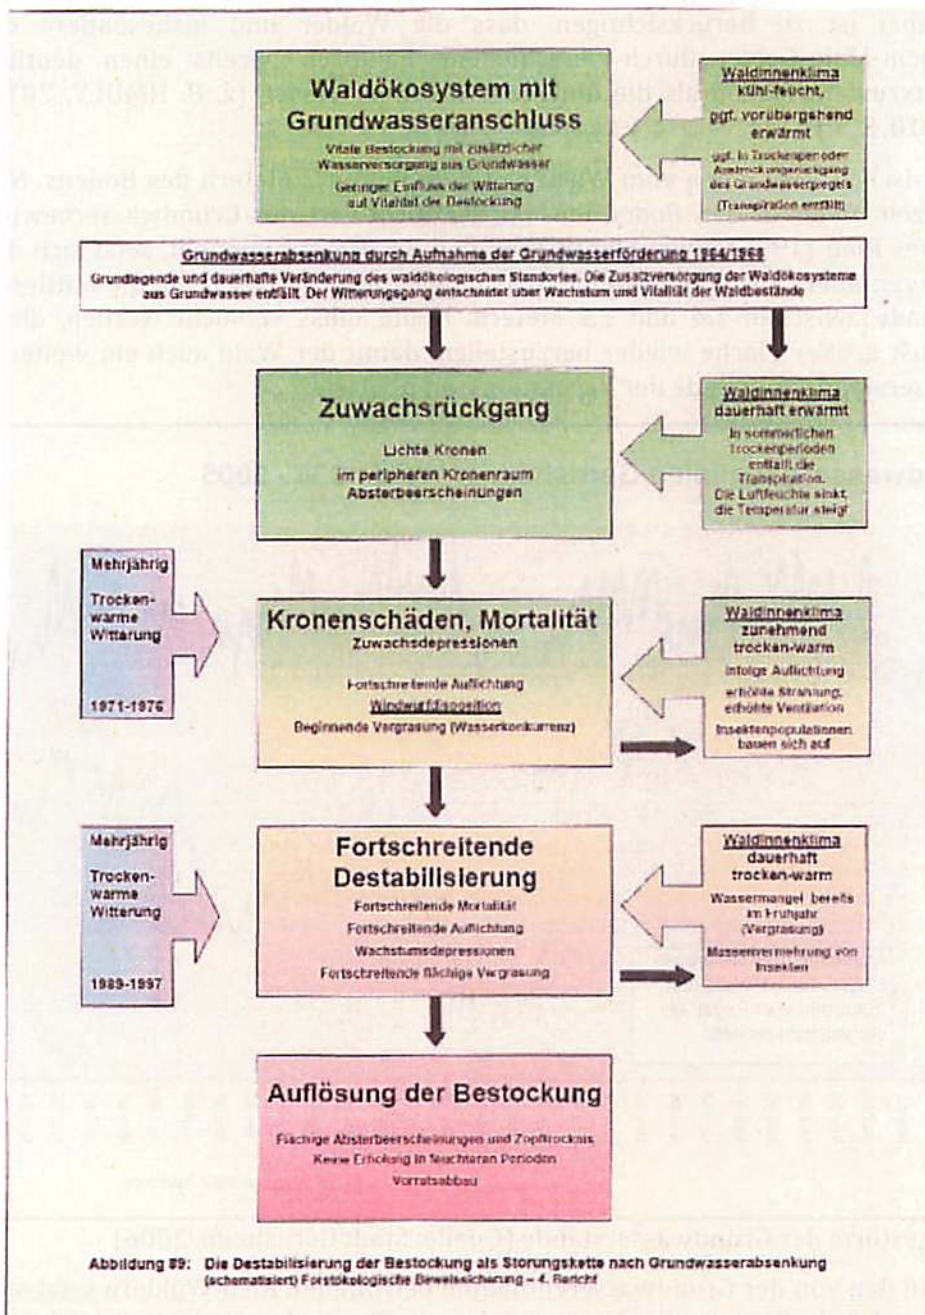 Waldökosystem mit
Grundwasseranschluss
Vitale Bestockung mit zusätzlicher
Wasserversorgung aus Grundwasser
Geringer Einfluss der Witterung
auf Vitalität der Bestockung
Waldinnenklima
kühl-feucht,
ggf. vorübergehend
erwärmt
ggf. in Trockenperioden
des Grundwasserspiegels
(Transpiration entfällt)
Grundwasserabsenkung durch Aufnahme der Grundwasserförderung 1964/1968
Grundlegende und dauerhafte Veränderung des waldökologischen Standortes. Die Zusatzversorgung der Waldökosysteme
aus Grundwasser entfällt. Der Witterungsgang entscheidet über Wachstum und Vitalität der Waldbestände
Zuwachsrückgang
Lichte Kronen
im peripheren Kronenraum
Absterbeerscheinungen
Waldinnenklima
dauerhaft erwärmt
In sommerlichen
Trockenperioden
entfällt die
Transpiration.
Die Luftfeuchte sinkt,
die Temperatur steigt
Mehrjährig
Trocken-
warme
Witterung
1971-1976
Kronenschäden, Mortalität
Zuwachsdepressionen
Fortschreitende Auflichtung
Windwurfdisposition
Beginnende Vergrasung (Wasserkonkurrenz)
Waldinnenklima
zunehmend
trocken-warm
Infolge Auflichtung
erhöhte Strahlung,
erhöhte Ventilation
Insektenpopulationen
bauen sich auf
Mehrjährig
Trocken-
warme
Witterung
1989-1997
Fortschreitende
Destabilisierung
Fortschreitende Mortalität
Fortschreitende Auflichtung
Wachstumsdepressionen
Fortschreitende flächige Vergrasung
Waldinnenklima
dauerhaft
trocken-warm
Wassermangel bereits
im Frühjahr
(Vergrasung)
Massenvermehrung von
Insekten
Auflösung der Bestockung
Flächige Absterbeerscheinungen und Zopftrocknis
Keine Erholung in feuchteren Perioden
Vorratsabbau
Abbildung 89: Die Destabilisierung der Bestockung als Störungskette nach Grundwasserabsenkung
(schematisiert) Forstökologische Beweissicherung – 4. Bericht